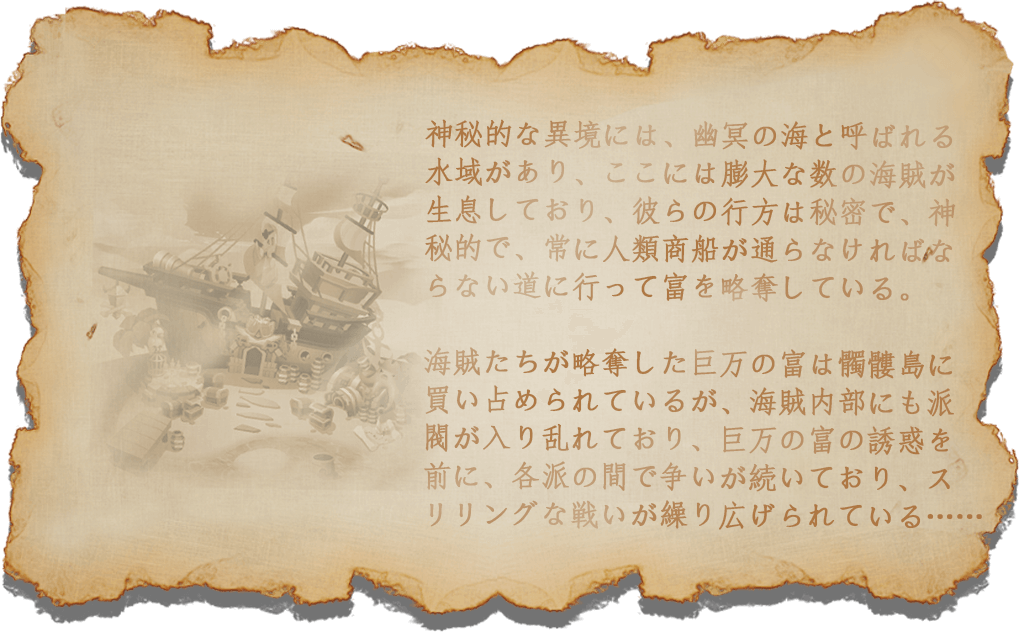 神秘的な異境には、幽冥の海と呼ばれる
水域があり、ここには膨大な数の海賊が
生息しており、彼らの行方は秘密で、神
秘的で、常に人類商船が通らなければな
らない道に行って富を略奪している。
海賊たちが略奪した巨万の富は髑髏島に
買い占められているが、海賊内部にも派
閥が入り乱れており、巨万の富の誘惑を
前に、各派の間で争いが続いており、ス
リリングな戦いが繰り広げられている……